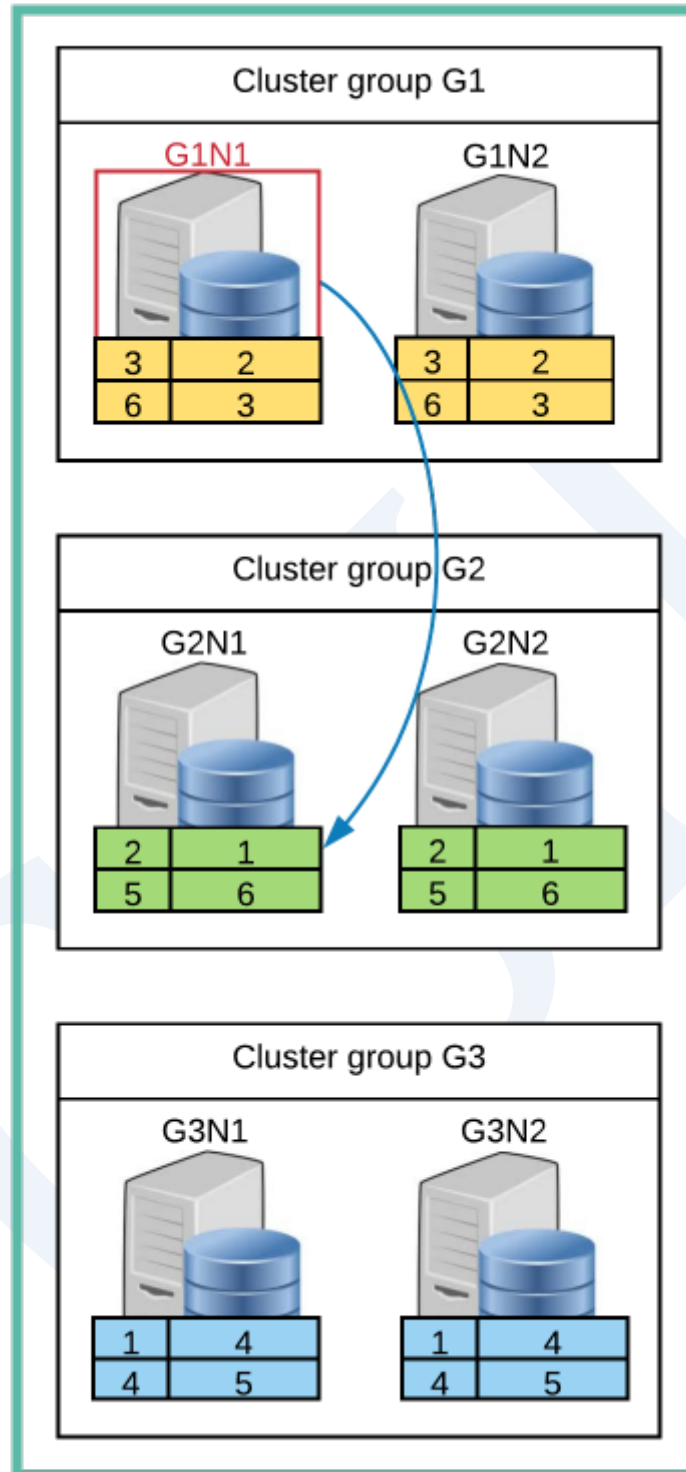 Cluster group G1
G1N1 G1N2
3 2 3 2
6 3 6 3
Cluster group G2
G2N1 G2N2
2 1 2 1
5 6 5 6
Cluster group G3
G3N1 G3N2
1 4 1 4
4 5 4 5